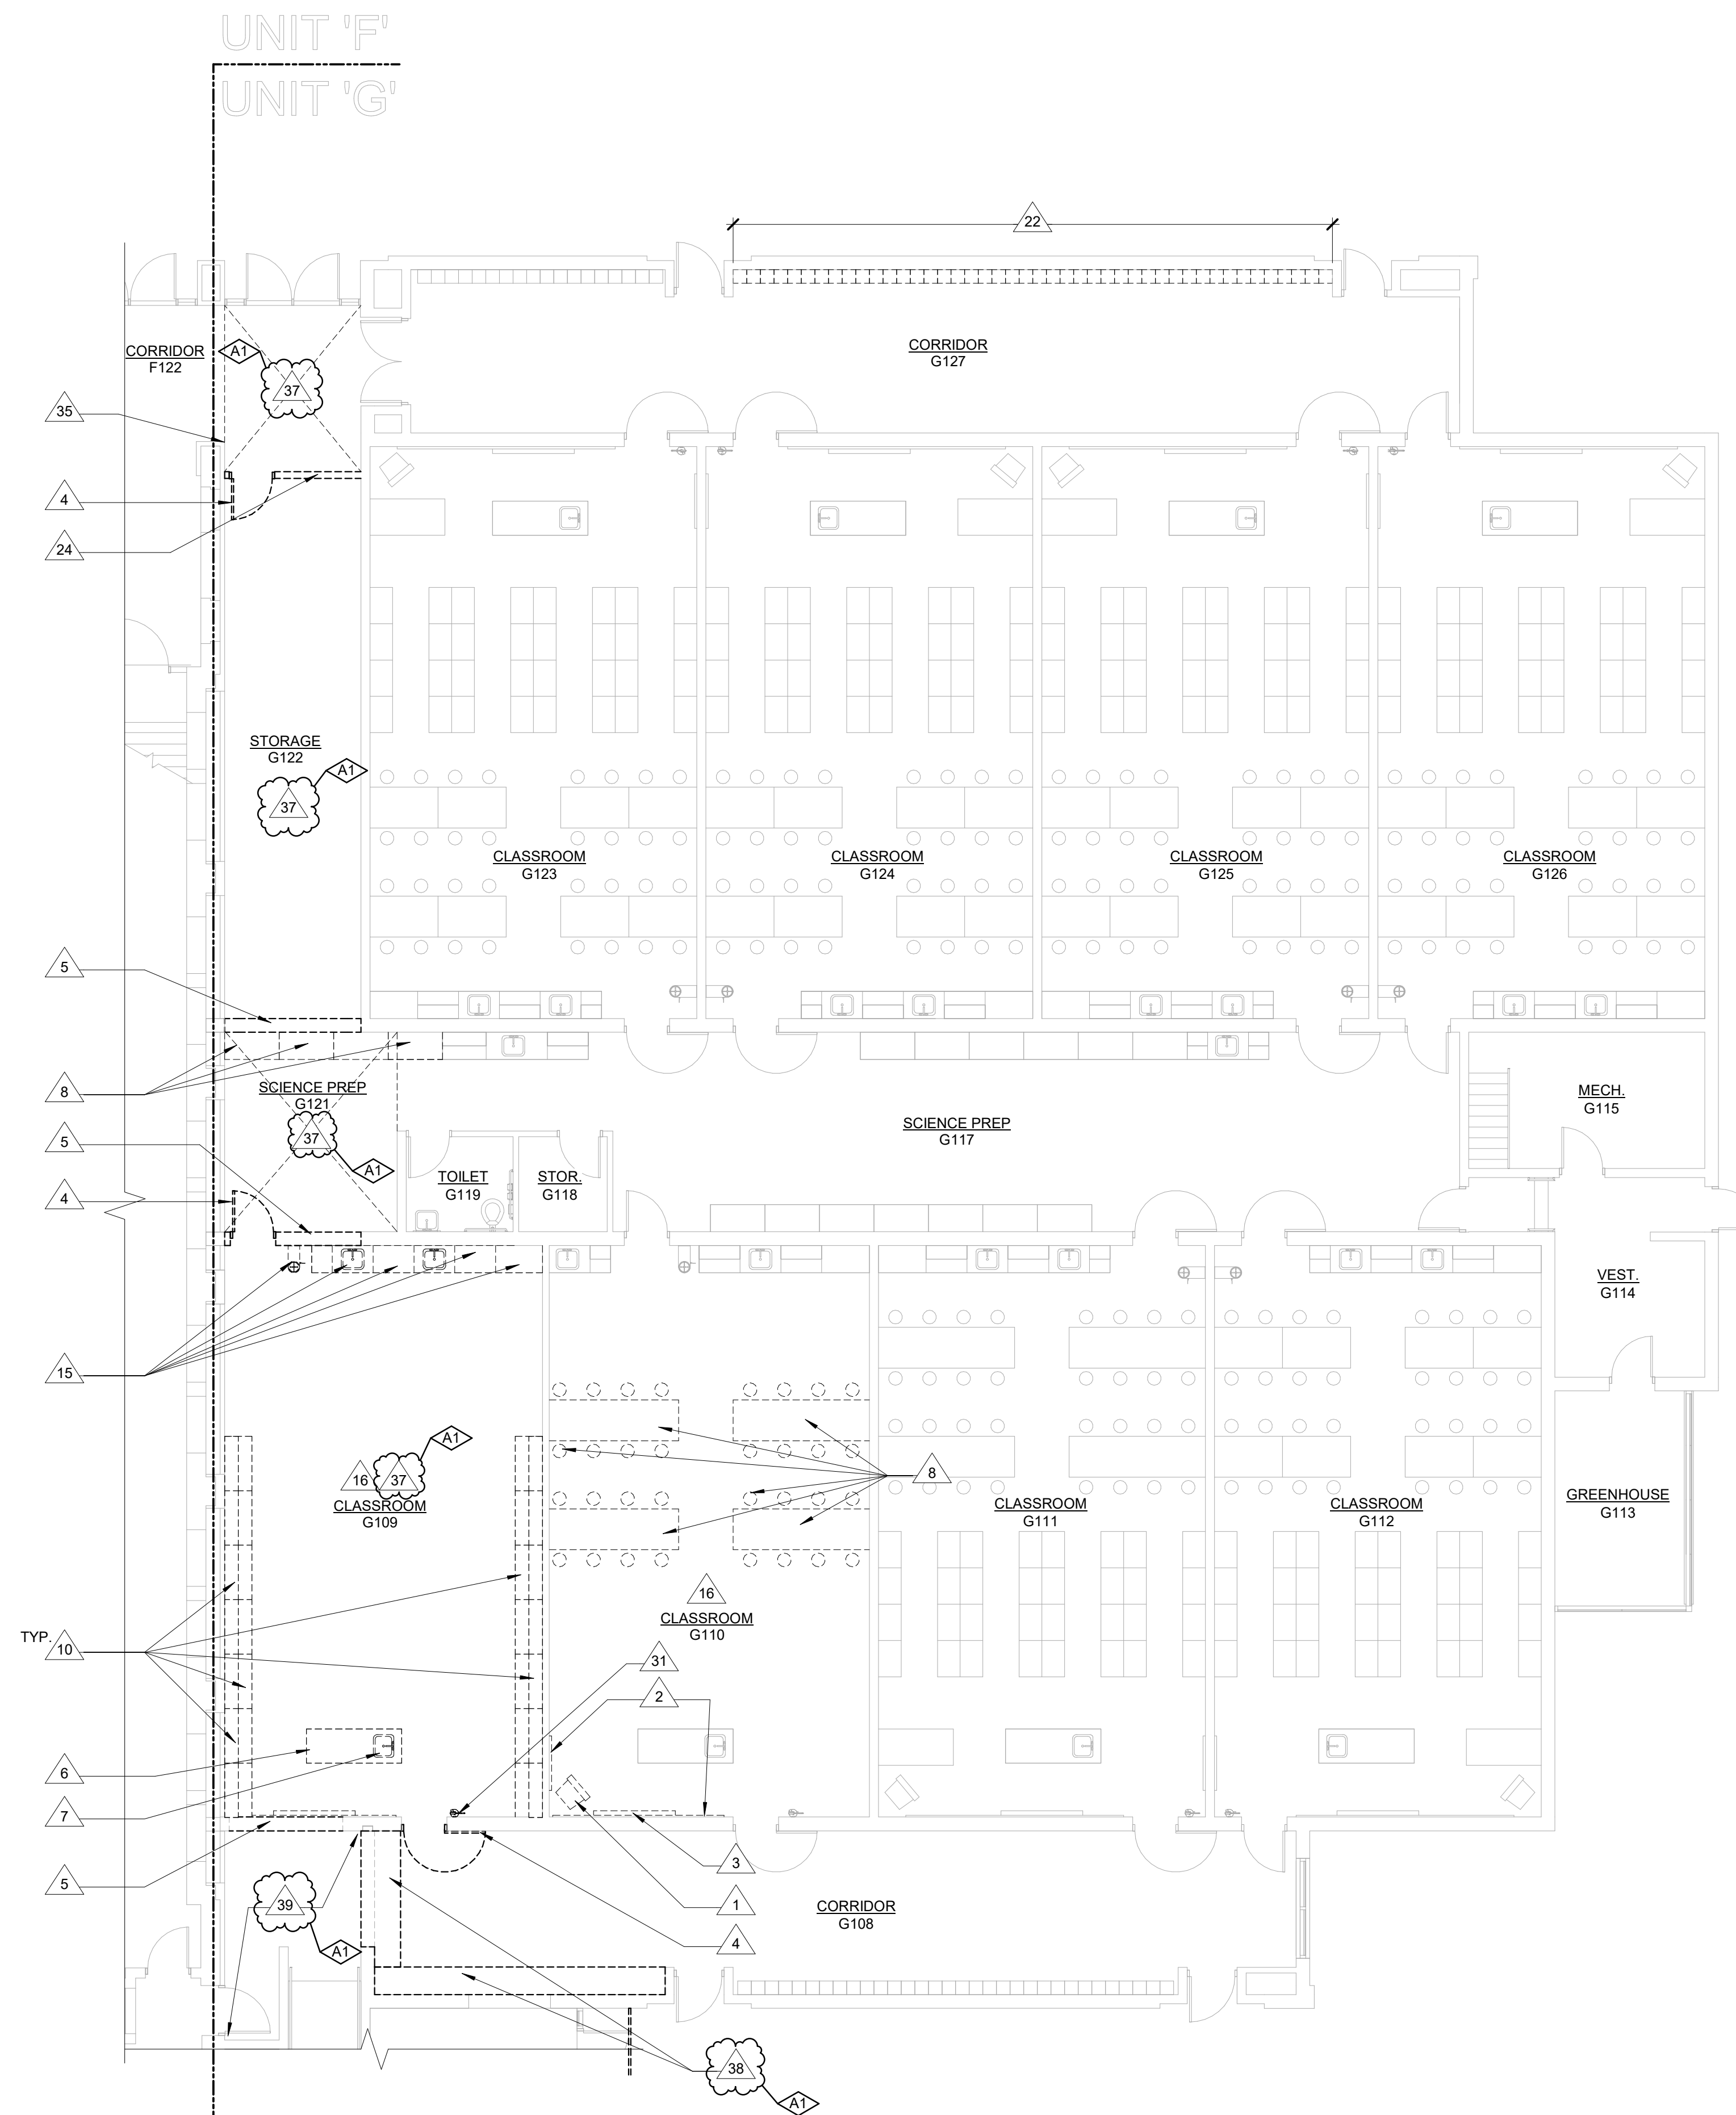 UNIT 'F'
UNIT 'G'
22
CORRIDOR
F122
A1
37
CORRIDOR
G127
35
4
24
STORAGE
G122
A1
37
CLASSROOM
G123
CLASSROOM
G124
CLASSROOM
G125
CLASSROOM
G126
5
8
SCIENCE PREP
G121
37
A1
5
4
SCIENCE PREP
G117
MECH.
G115
TOILET
G119
STOR.
G118
VEST.
G114
15
A1
16
37
CLASSROOM
G109
8
CLASSROOM
G111
CLASSROOM
G112
GREENHOUSE
G113
16
CLASSROOM
G110
TYP.
10
31
2
6
7
5
3
1
4
39
A1
CORRIDOR
G108
38
A1